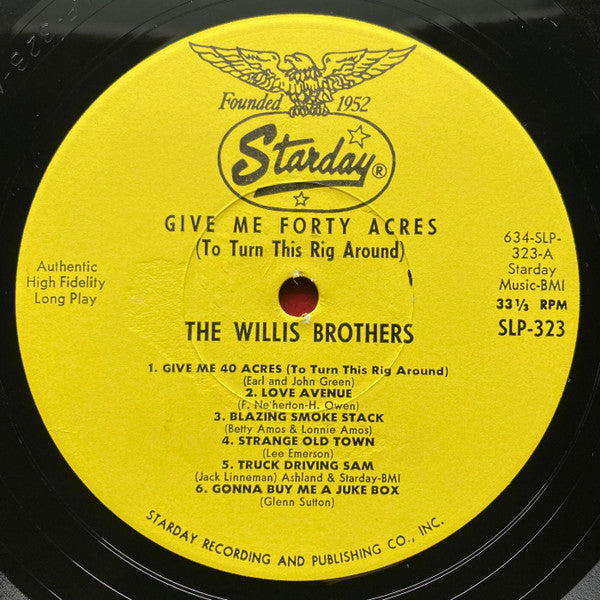 Founded 1952
Starday®
GIVE ME FORTY ACRES
(To Turn This Rig Around)
Authentic
High Fidelity
Long Play
634-SLP-
323-A
Starday
Music-BMI
33⅓ RPM
SLP-323
THE WILLIS BROTHERS
1. GIVE ME 40 ACRES (To Turn This Rig Around)
(Earl and John Green)
2. LOVE AVENUE
(F. Ne'herton-H. Owen)
3. BLAZING SMOKE STACK
(Betty Amos & Lonnie Amos)
4. STRANGE OLD TOWN
(Lee Emerson)
5. TRUCK DRIVING SAM
(Jack Linneman) Ashland & Starday-BMI
6. GONNA BUY ME A JUKE BOX
(Glenn Sutton)
STARDAY RECORDING AND PUBLISHING CO., INC.